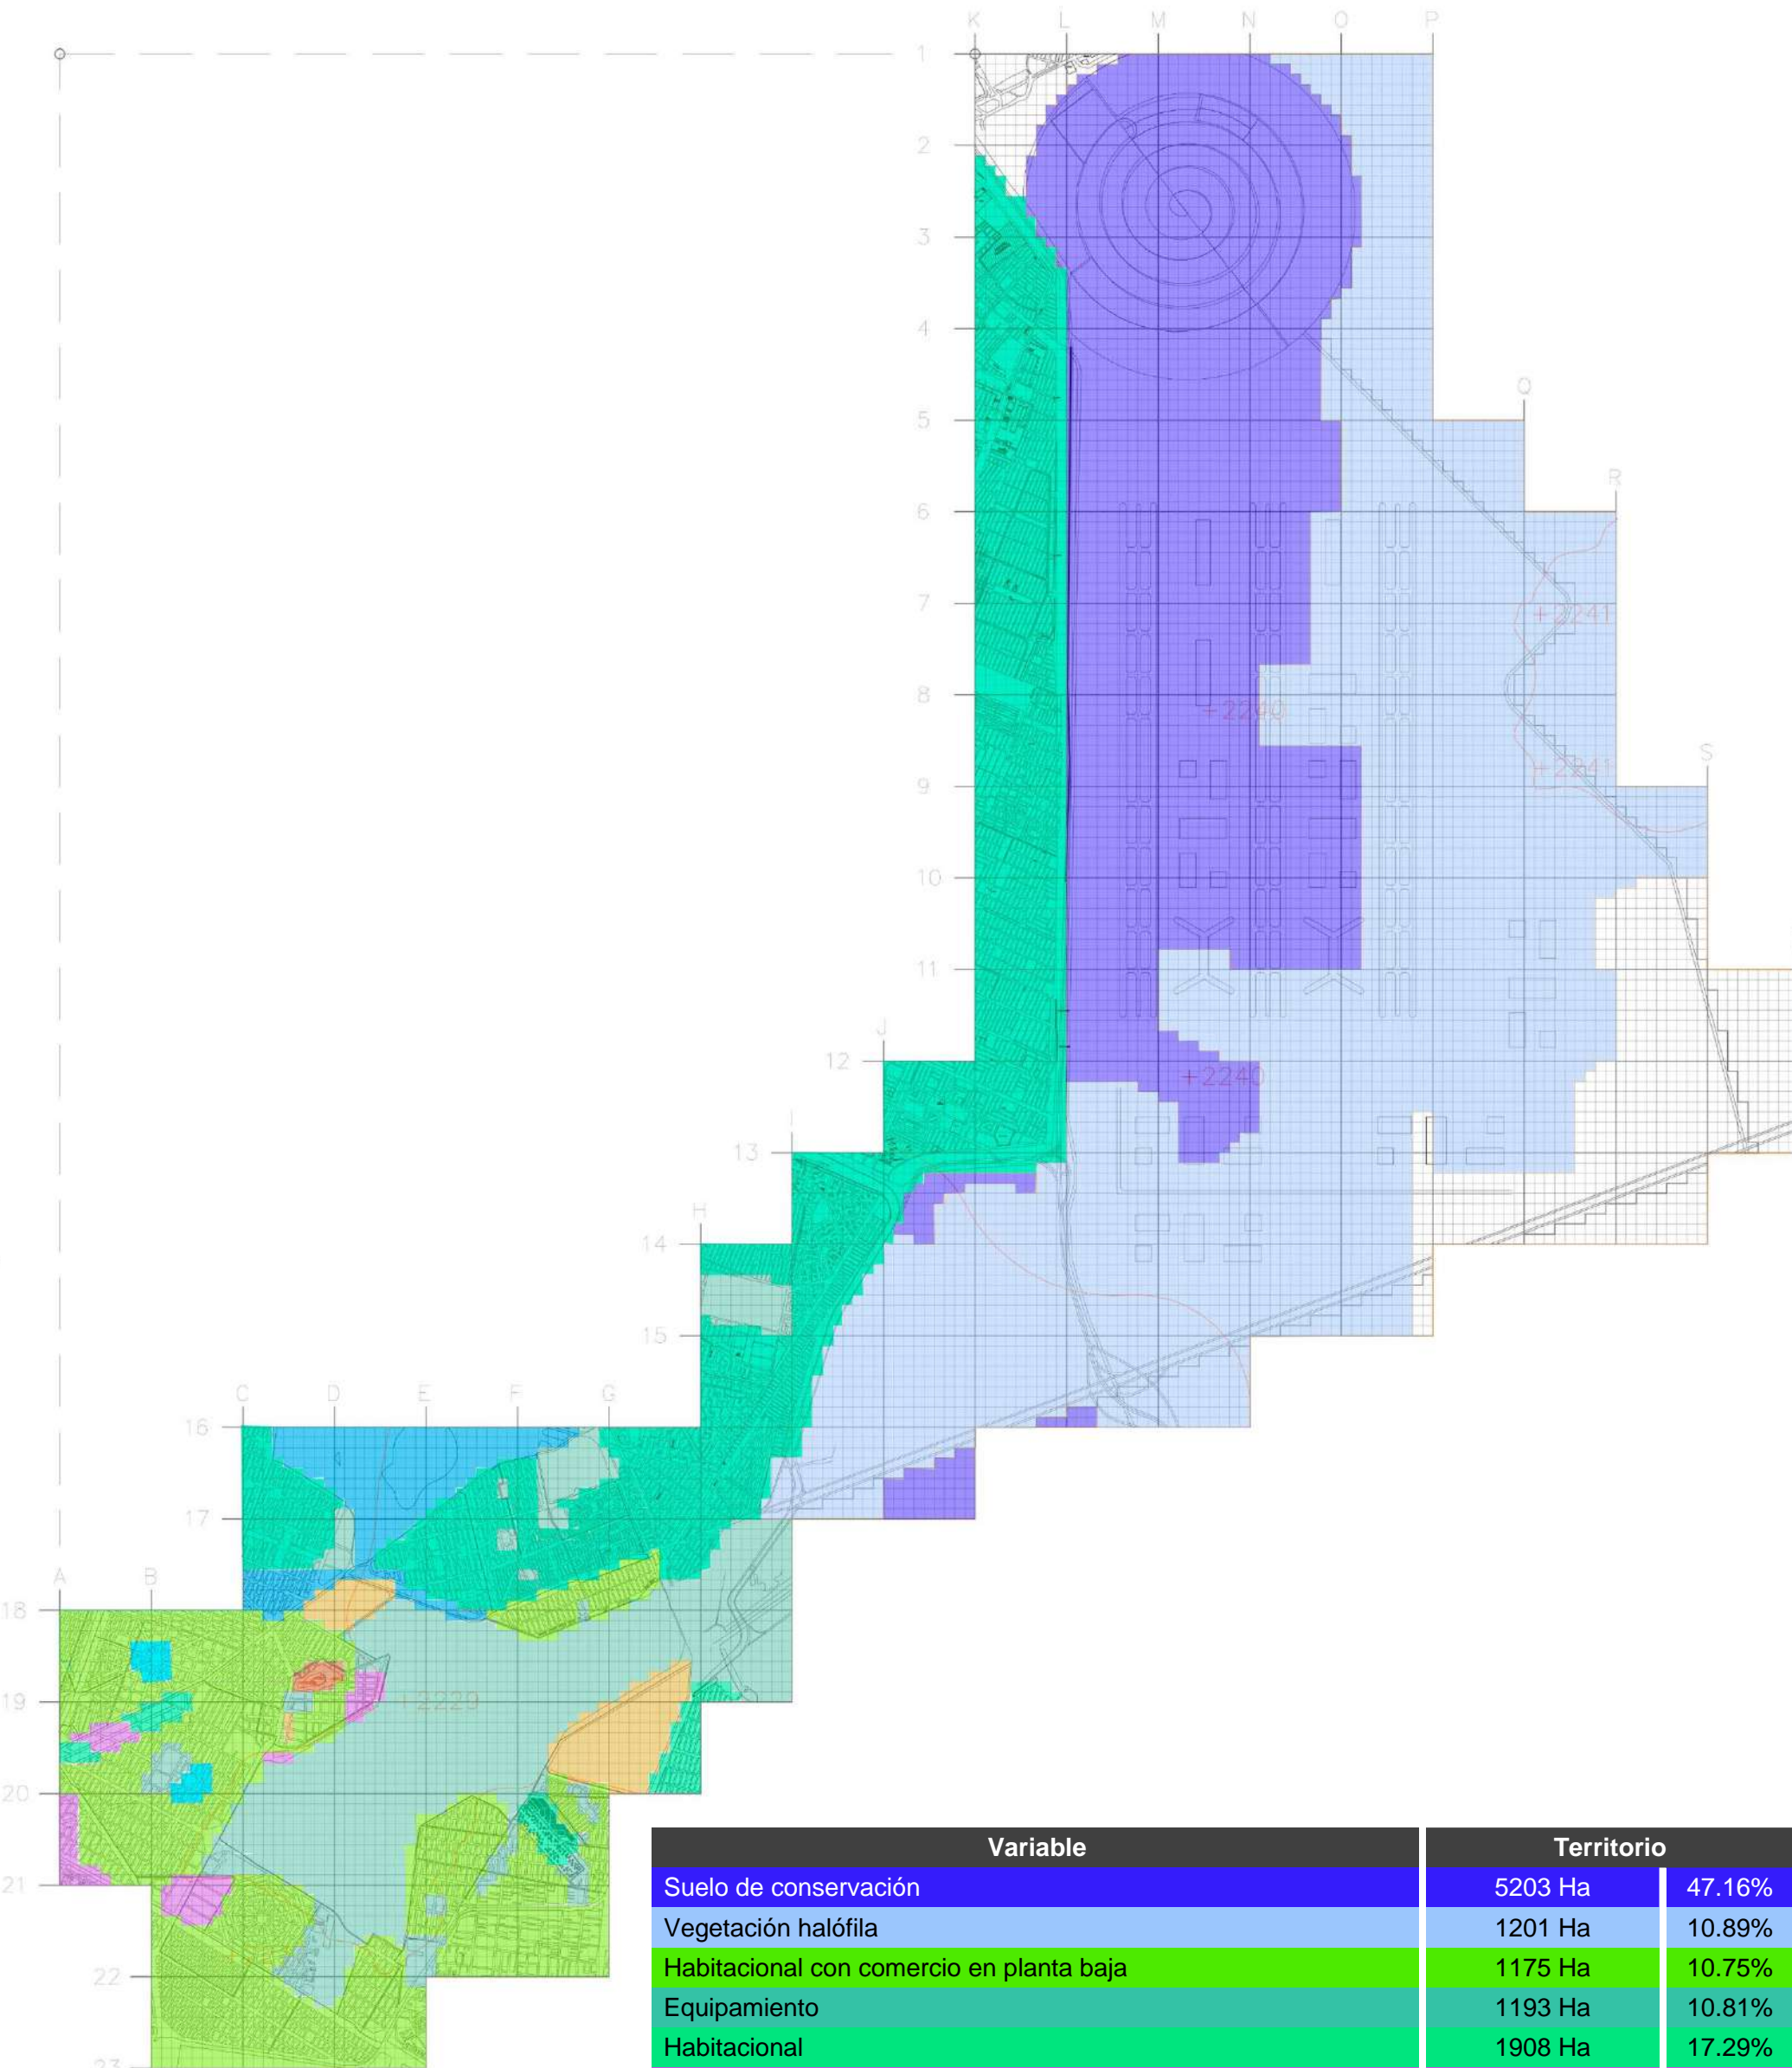 K L M N O P
1
2
3
4
Q
5
R
6
+2241
7
8
+2240
S
+2241
9
10
11
J
12
+2240
I
13
H
14
15
C D E F G
16
17
A B
18
19
+2229
20
21
22
23
Variable Territorio
Suelo de conservación 5203 Ha 47.16%
Vegetación halófila 1201 Ha 10.89%
Habitacional con comercio en planta baja 1175 Ha 10.75%
Equipamiento 1193 Ha 10.81%
Habitacional 1908 Ha 17.29%